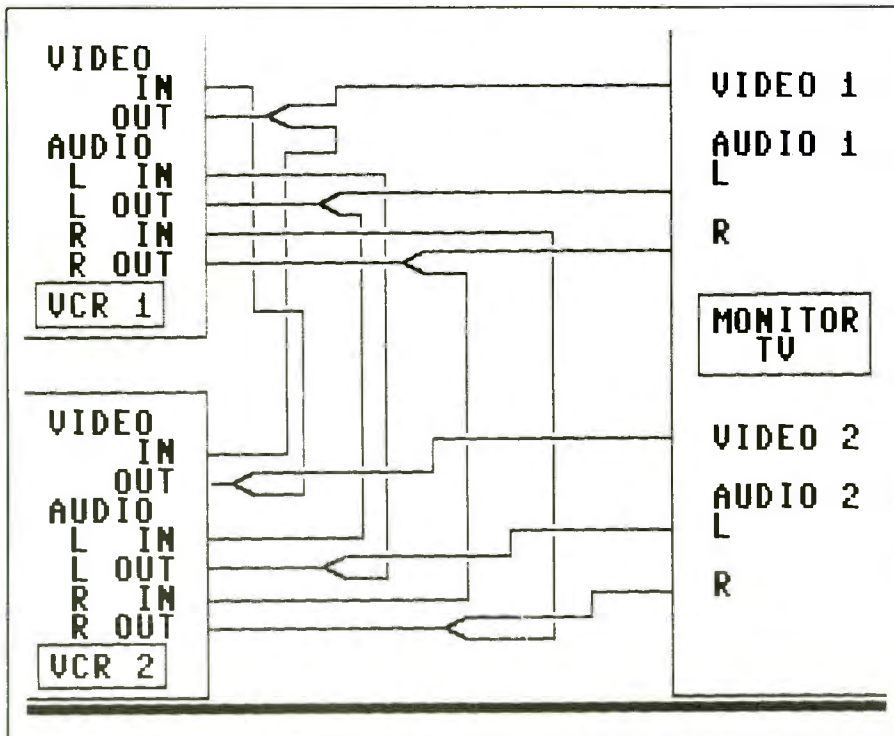 VIDEO
IN
OUT
AUDIO
L IN
L OUT
R IN
R OUT
VCR 1
VIDEO
IN
OUT
AUDIO
L IN
L OUT
R IN
R OUT
VCR 2
VIDEO 1
AUDIO 1
L
R
MONITOR
TV
VIDEO 2
AUDIO 2
L
R